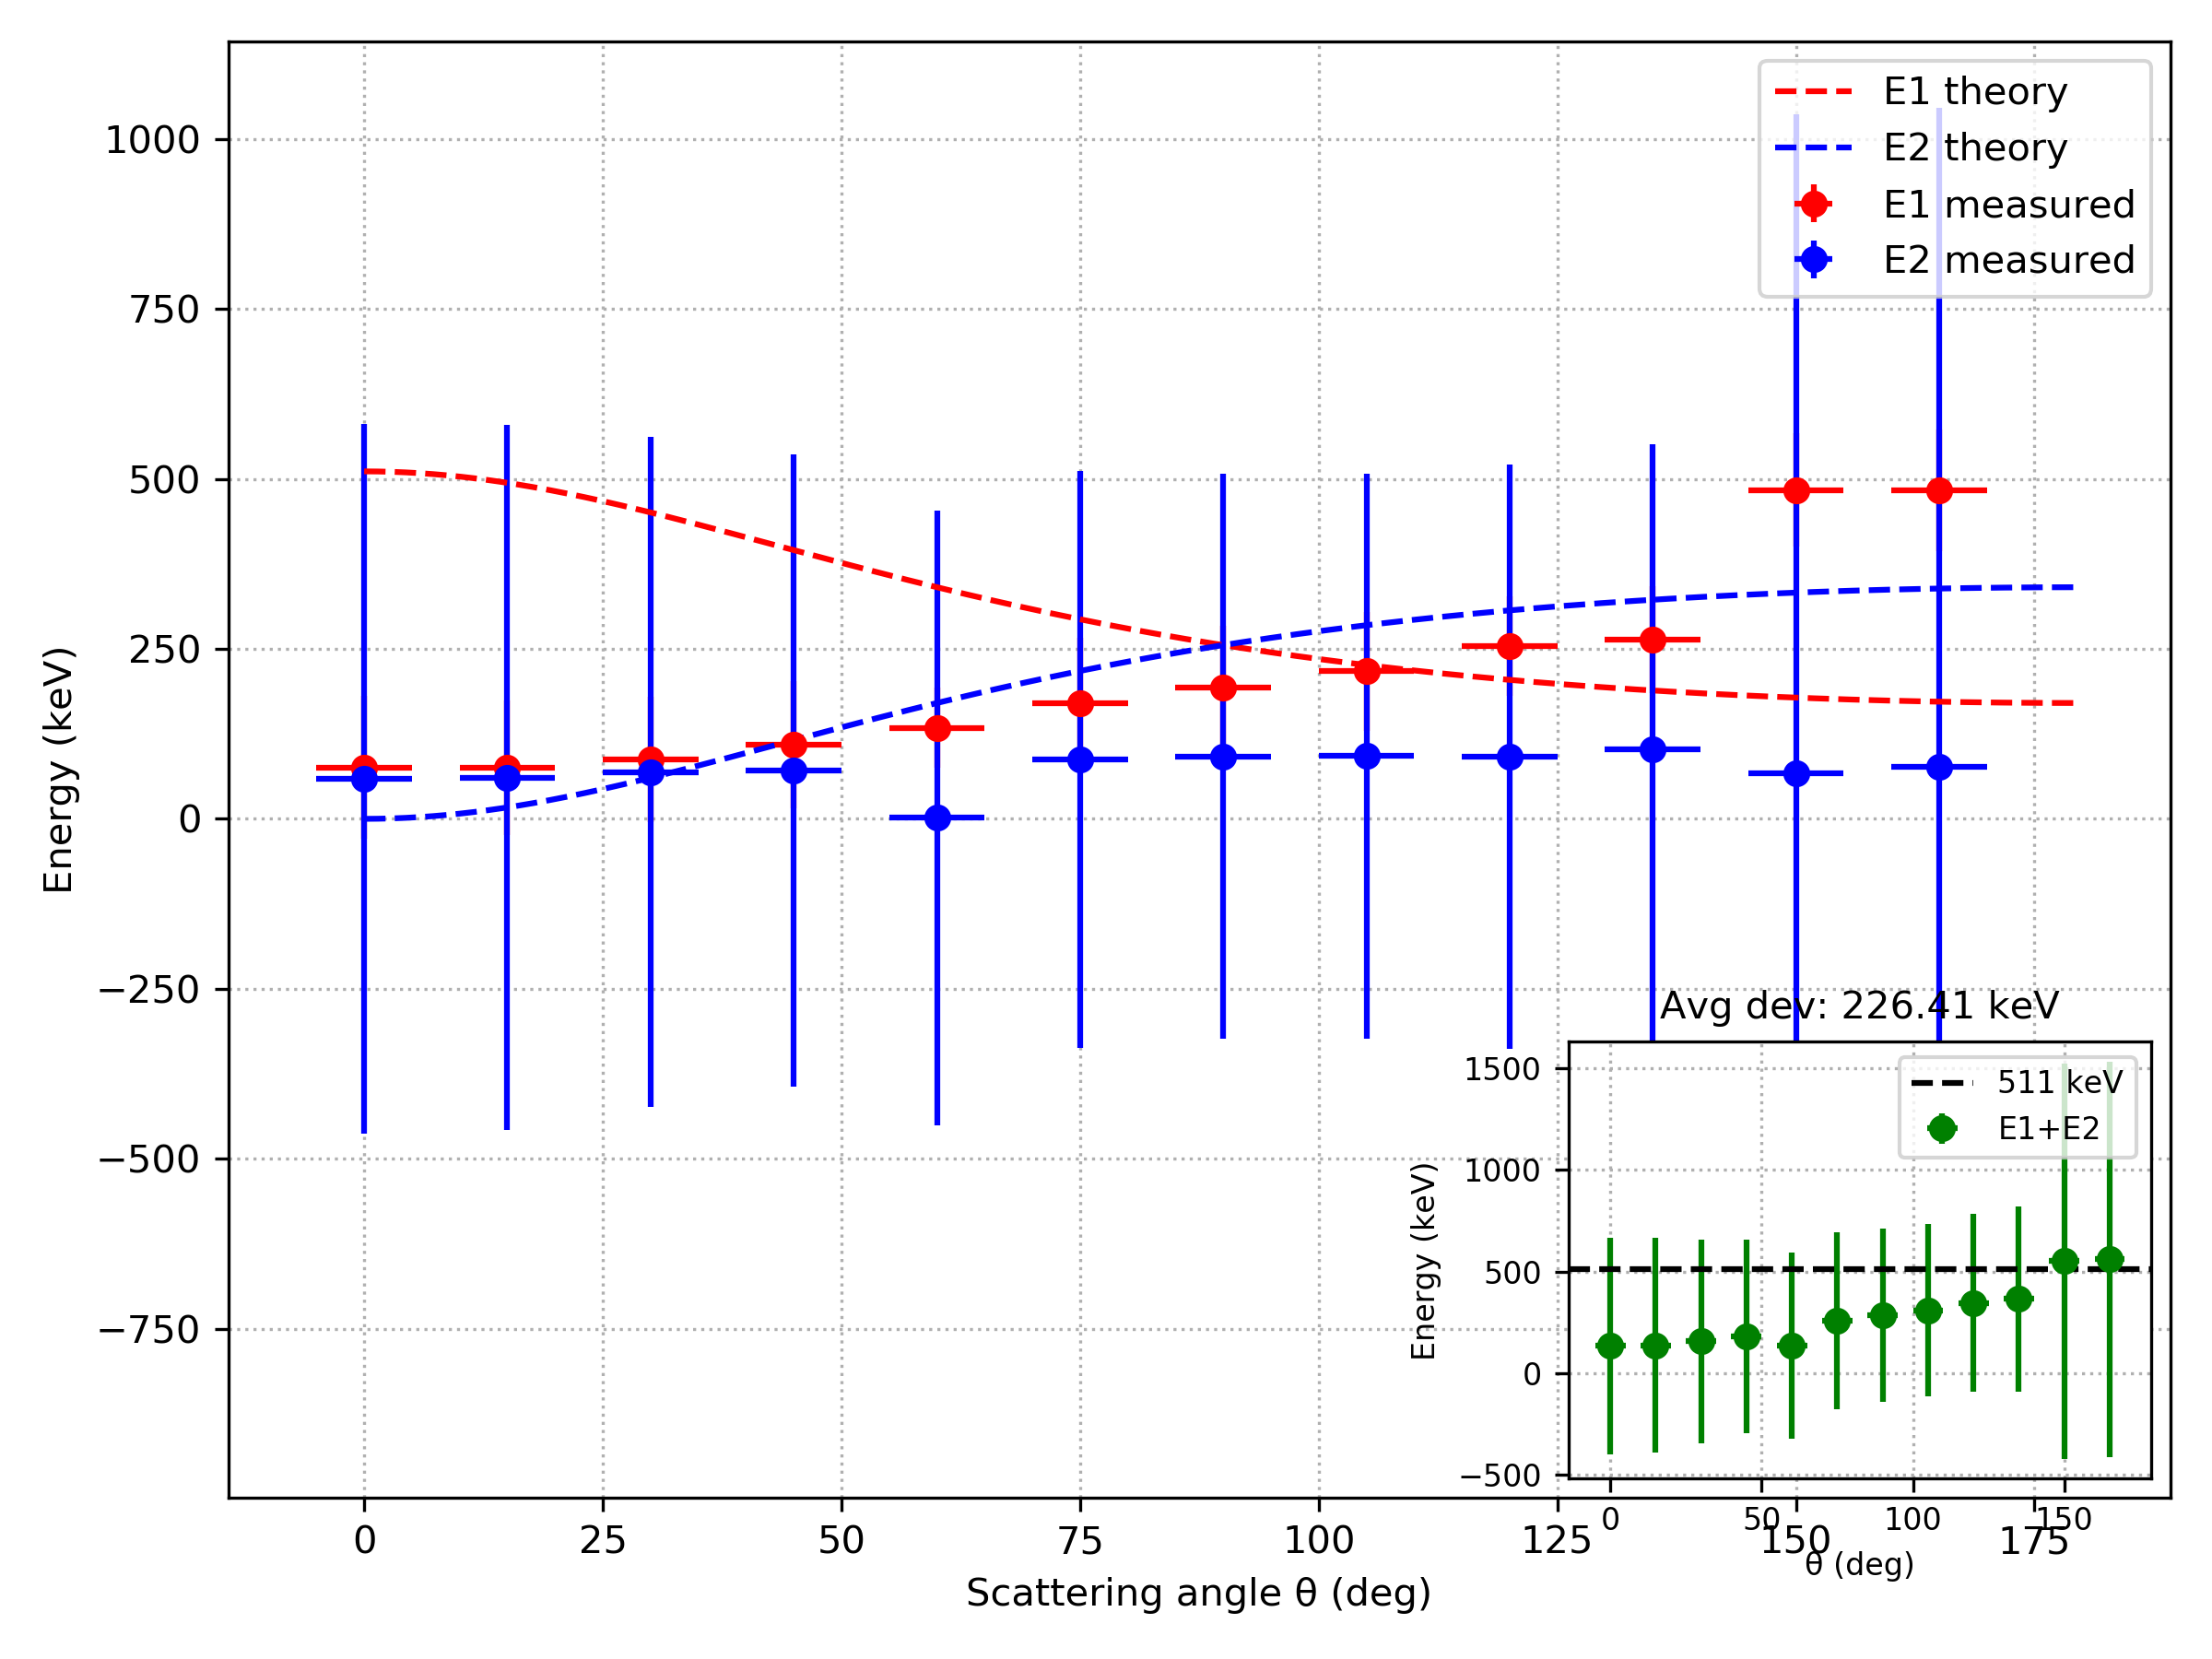 E1 theory
E2 theory
E1 measured
E2 measured
1000
750
500
250
0
−250
−500
−750
Energy (keV)
0
25
50
75
100
125
150
175
Scattering angle θ (deg)
Avg dev: 226.41 keV
511 keV
E1+E2
1500
1000
500
0
−500
Energy (keV)
0
50
100
150
θ (deg)